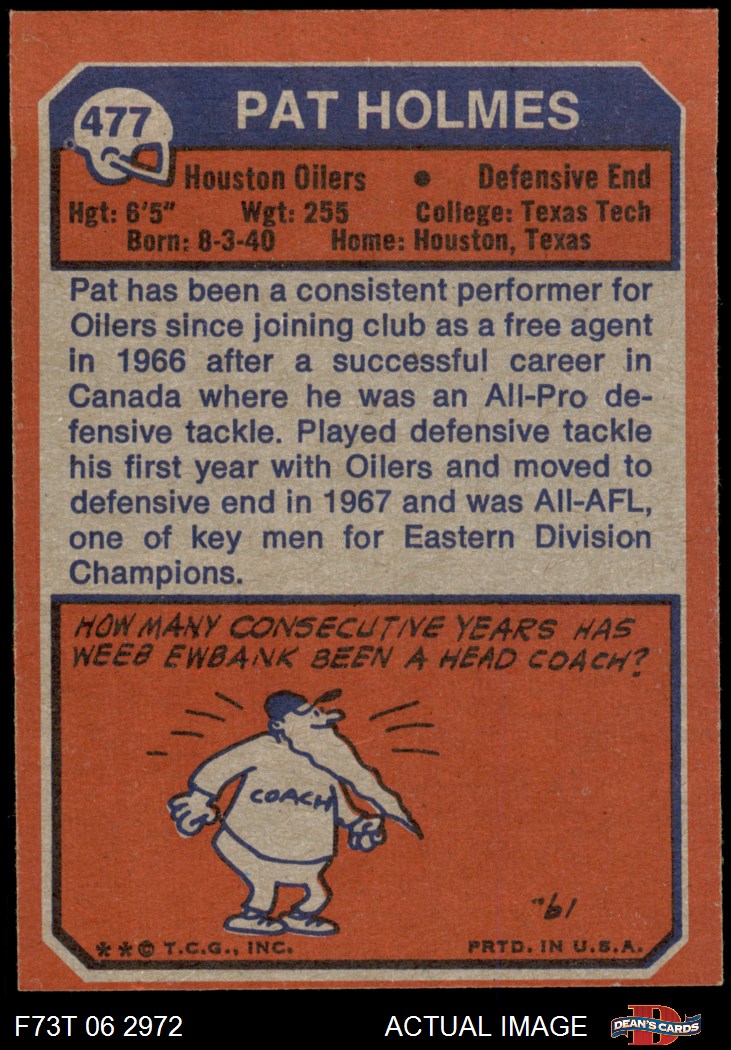 477
PAT HOLMES
Houston Oilers • Defensive End
Hgt: 6'5" Wgt: 255 College: Texas Tech
Born: 8-3-40 Home: Houston, Texas
Pat has been a consistent performer for
Oilers since joining club as a free agent
in 1966 after a successful career in
Canada where he was an All-Pro de-
fensive tackle. Played defensive tackle
his first year with Oilers and moved to
defensive end in 1967 and was All-AFL,
one of key men for Eastern Division
Champions.
HOW MANY CONSECUTIVE YEARS HAS
WEEB EWBANK BEEN A HEAD COACH?
COACH
"19
** © T.C.G., INC. PRTD. IN U.S.A.
F73T 06 2972 ACTUAL IMAGE D DEAN'S CARDS